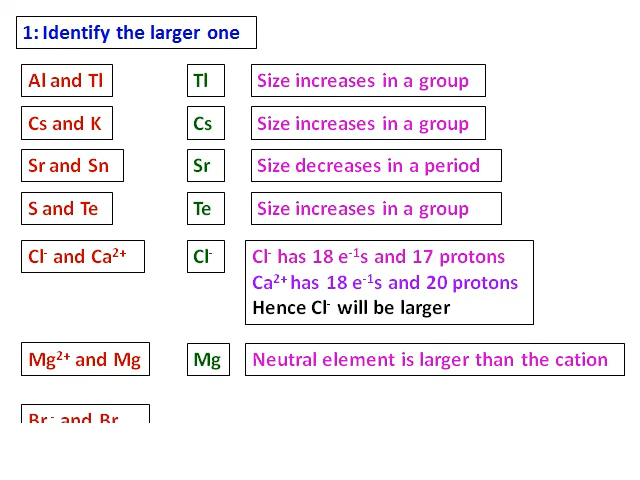 1: Identify the larger one
Al and Tl Tl Size increases in a group
Cs and K Cs Size increases in a group
Sr and Sn Sr Size decreases in a period
S and Te Te Size increases in a group
Cl⁻ and Ca²⁺ Cl⁻ Cl⁻ has 18 e⁻¹s and 17 protons
Ca²⁺ has 18 e⁻¹s and 20 protons
Hence Cl⁻ will be larger
Mg²⁺ and Mg Mg Neutral element is larger than the cation
Br⁻ and Br